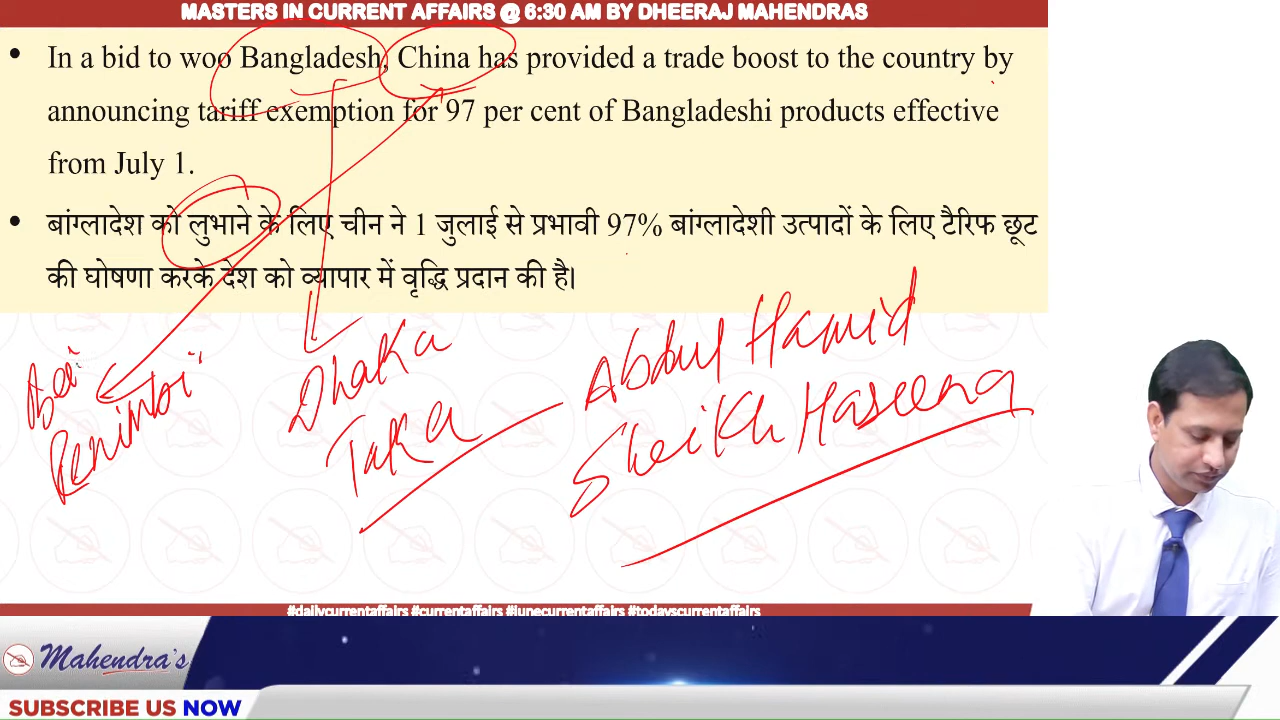 MASTERS IN CURRENT AFFAIRS @ 6:30 AM BY DHEERAJ MAHENDRAS
• In a bid to woo Bangladesh, China has provided a trade boost to the country by
announcing tariff exemption for 97 per cent of Bangladeshi products effective
from July 1.
• बांग्लादेश को लुभाने के लिए चीन ने 1 जुलाई से प्रभावी 97% बांग्लादेशी उत्पादों के लिए टैरिफ छूट
की घोषणा करके देश को व्यापार में वृद्धि प्रदान की है।
Bei
Renimbi
Dhaka
Taka
Abdul Hamid
Sheikh Haseena
#dailycurrentaffairs #currentaffairs #junecurrentaffairs #todayscurrentaffairs
Mahendra's
SUBSCRIBE US NOW